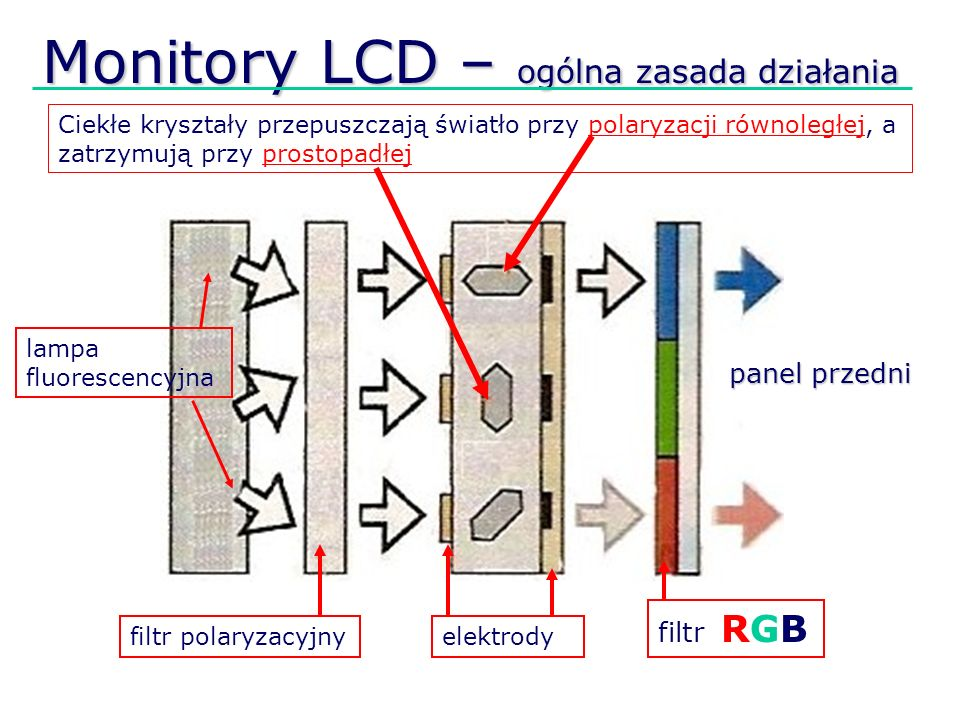 Monitory LCD – ogólna zasada działania
Ciekłe kryształy przepuszczają światło przy polaryzacji równoległej, a
zatrzymują przy prostopadłej
lampa
fluorescencyjna
panel przedni
filtr polaryzacyjny
elektrody
filtr RGB